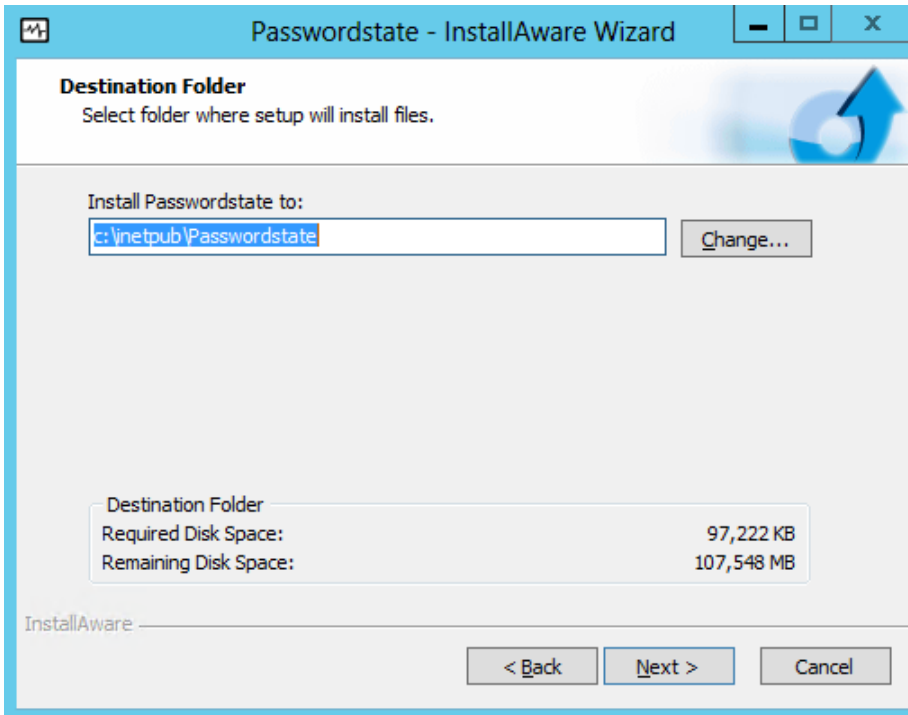 Passwordstate - InstallAware Wizard
Destination Folder
Select folder where setup will install files.
Install Passwordstate to:
c:\inetpub\Passwordstate
Change...
Destination Folder
Required Disk Space: 97,222 KB
Remaining Disk Space: 107,548 MB
InstallAware
< Back Next > Cancel